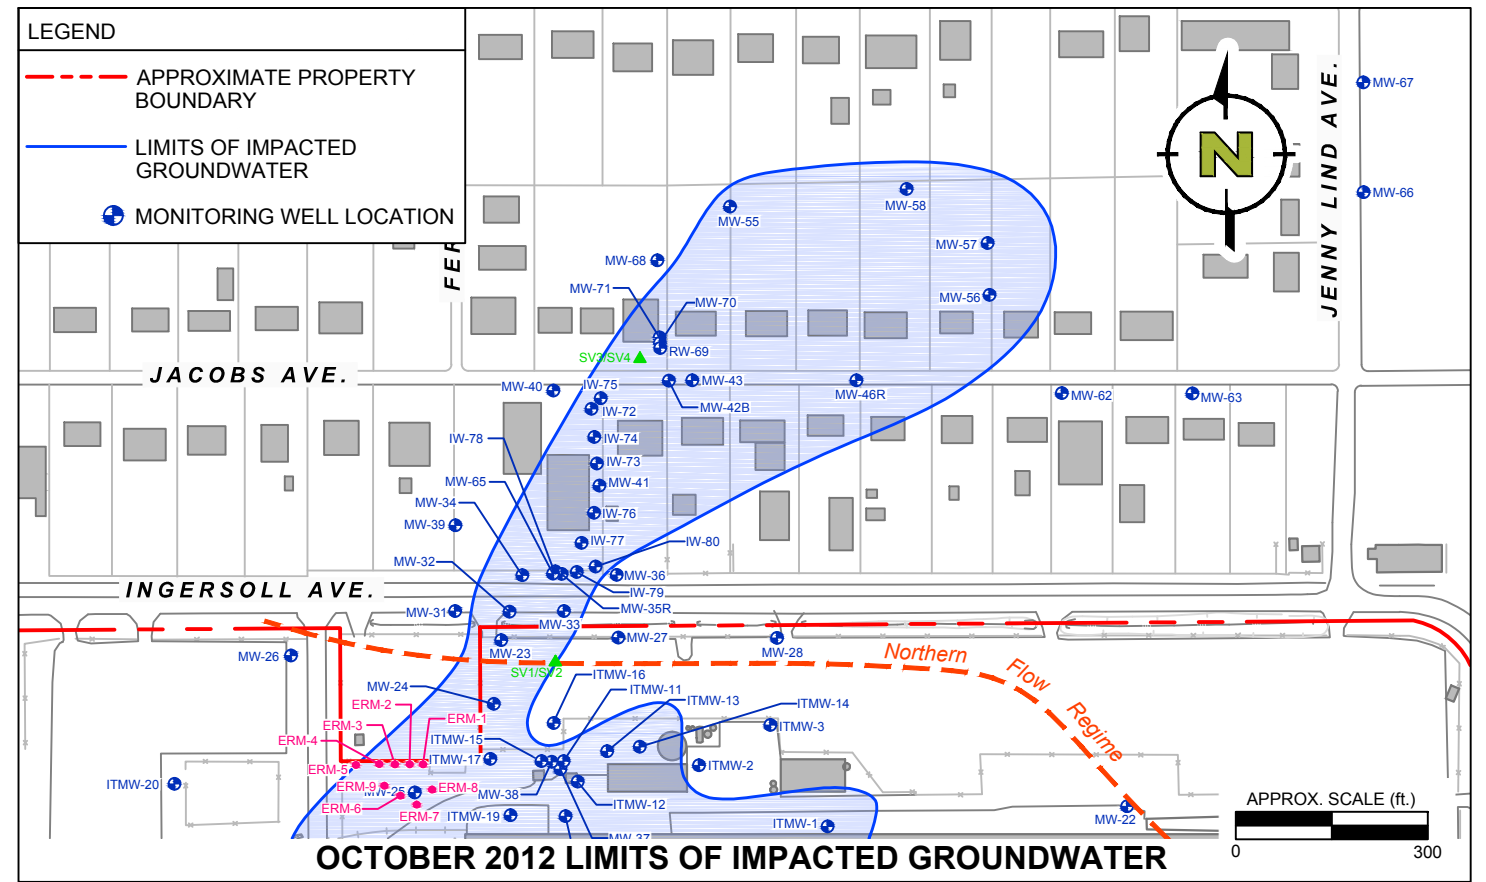 LEGEND
APPROXIMATE PROPERTY
BOUNDARY
LIMITS OF IMPACTED
GROUNDWATER
MONITORING WELL LOCATION
FER
JENNY LIND AVE.
N
MW-67
MW-66
MW-58
MW-55
MW-57
MW-68
MW-71
MW-70
MW-56
RW-69
SV3/SV4
JACOBS AVE.
MW-40
IW-75
MW-43
MW-46R
MW-62
MW-63
IW-72
MW-42B
IW-78
IW-74
IW-73
MW-65
MW-41
MW-34
IW-76
MW-39
IW-77
IW-80
MW-32
MW-36
INGERSOLL AVE.
IW-79
MW-31
MW-35R
MW-33
MW-27
MW-28
MW-23
MW-26
Northern
Flow
Regime
SV1/SV2
ITMW-16
MW-24
ITMW-11
ITMW-13
ITMW-14
ERM-2
ERM-1
ERM-3
ITMW-3
ERM-4
ITMW-15
ITMW-17
ERM-5
ITMW-2
ITMW-20
ERM-9
MW-25
ERM-8
MW-38
ITMW-12
ERM-6
ERM-7
ITMW-19
MW-37
ITMW-1
MW-22
APPROX. SCALE (ft.)
0
300
OCTOBER 2012 LIMITS OF IMPACTED GROUNDWATER